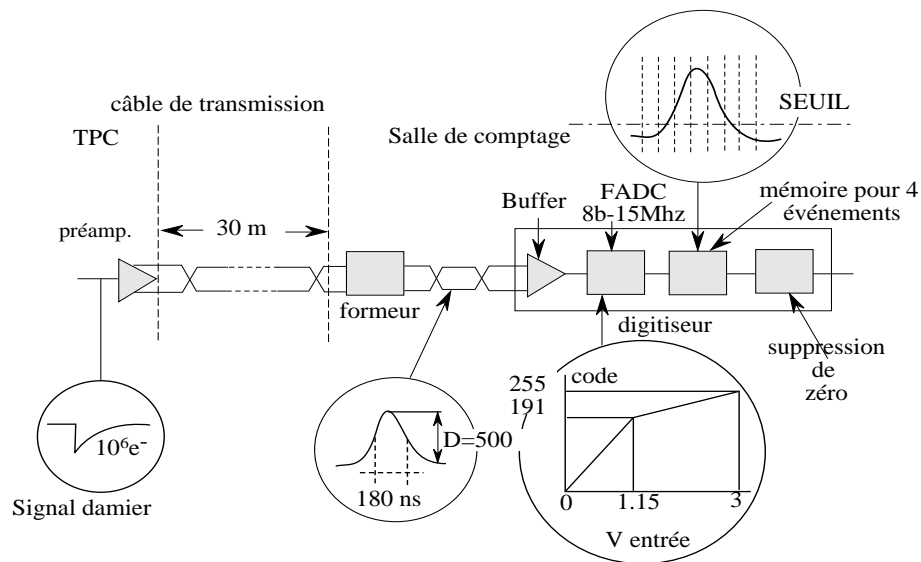 câble de transmission
TPC
Salle de comptage
SEUIL
préamp.
30 m
Buffer
FADC
8b-15Mhz
mémoire pour 4
événements
formeur
digitiseur
suppression
de
zéro
10⁶e⁻
Signal damier
D=500
180 ns
255
191
code
0
1.15
3
V entrée